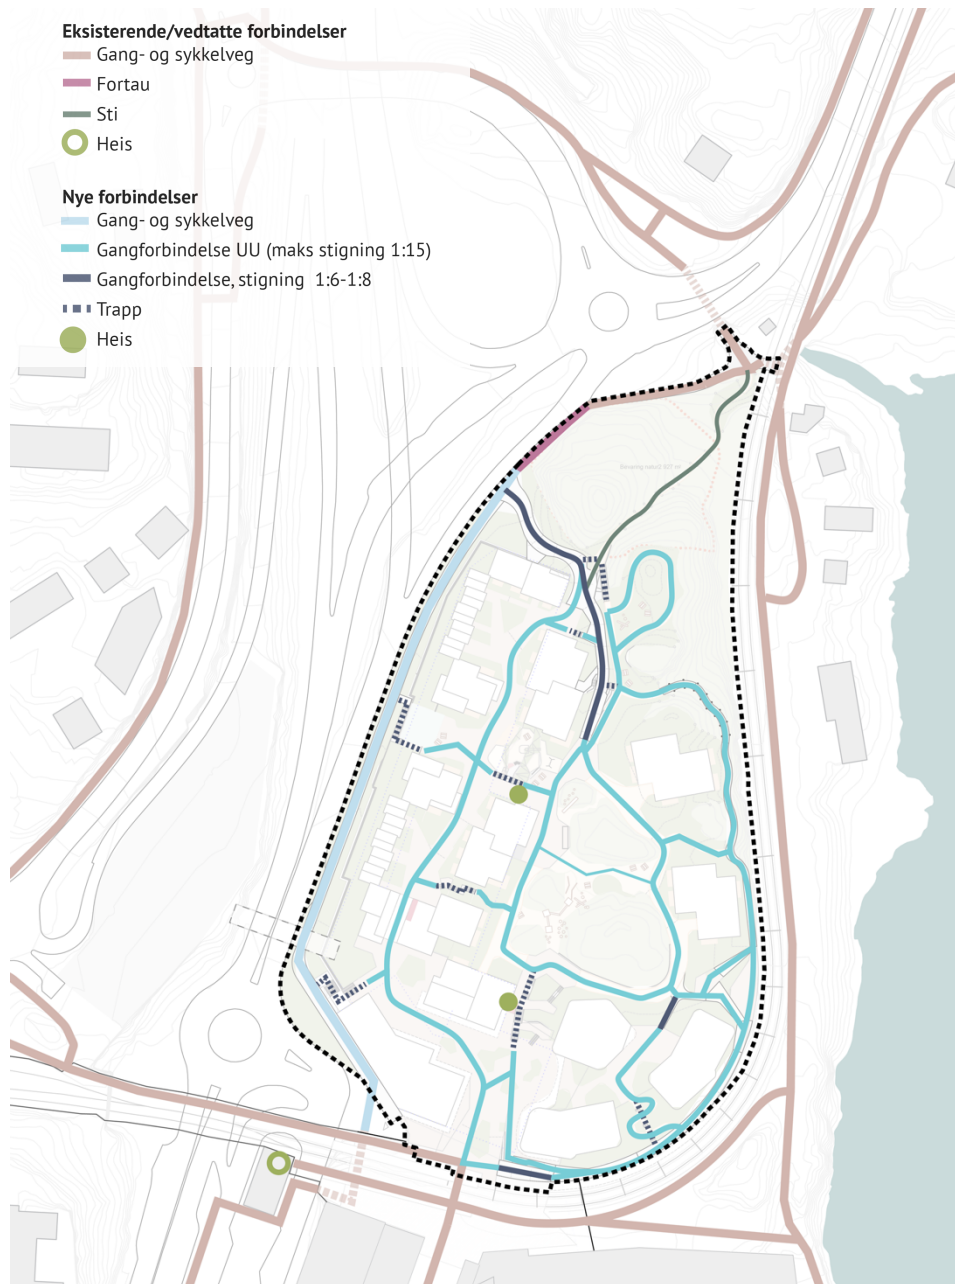 Eksisterende/vedtatte forbindelser
Gang- og sykkelveg
Fortau
Sti
Heis
Nye forbindelser
Gang- og sykkelveg
Gangforbindelse UU (maks stigning 1:15)
Gangforbindelse, stigning 1:6-1:8
Trapp
Heis